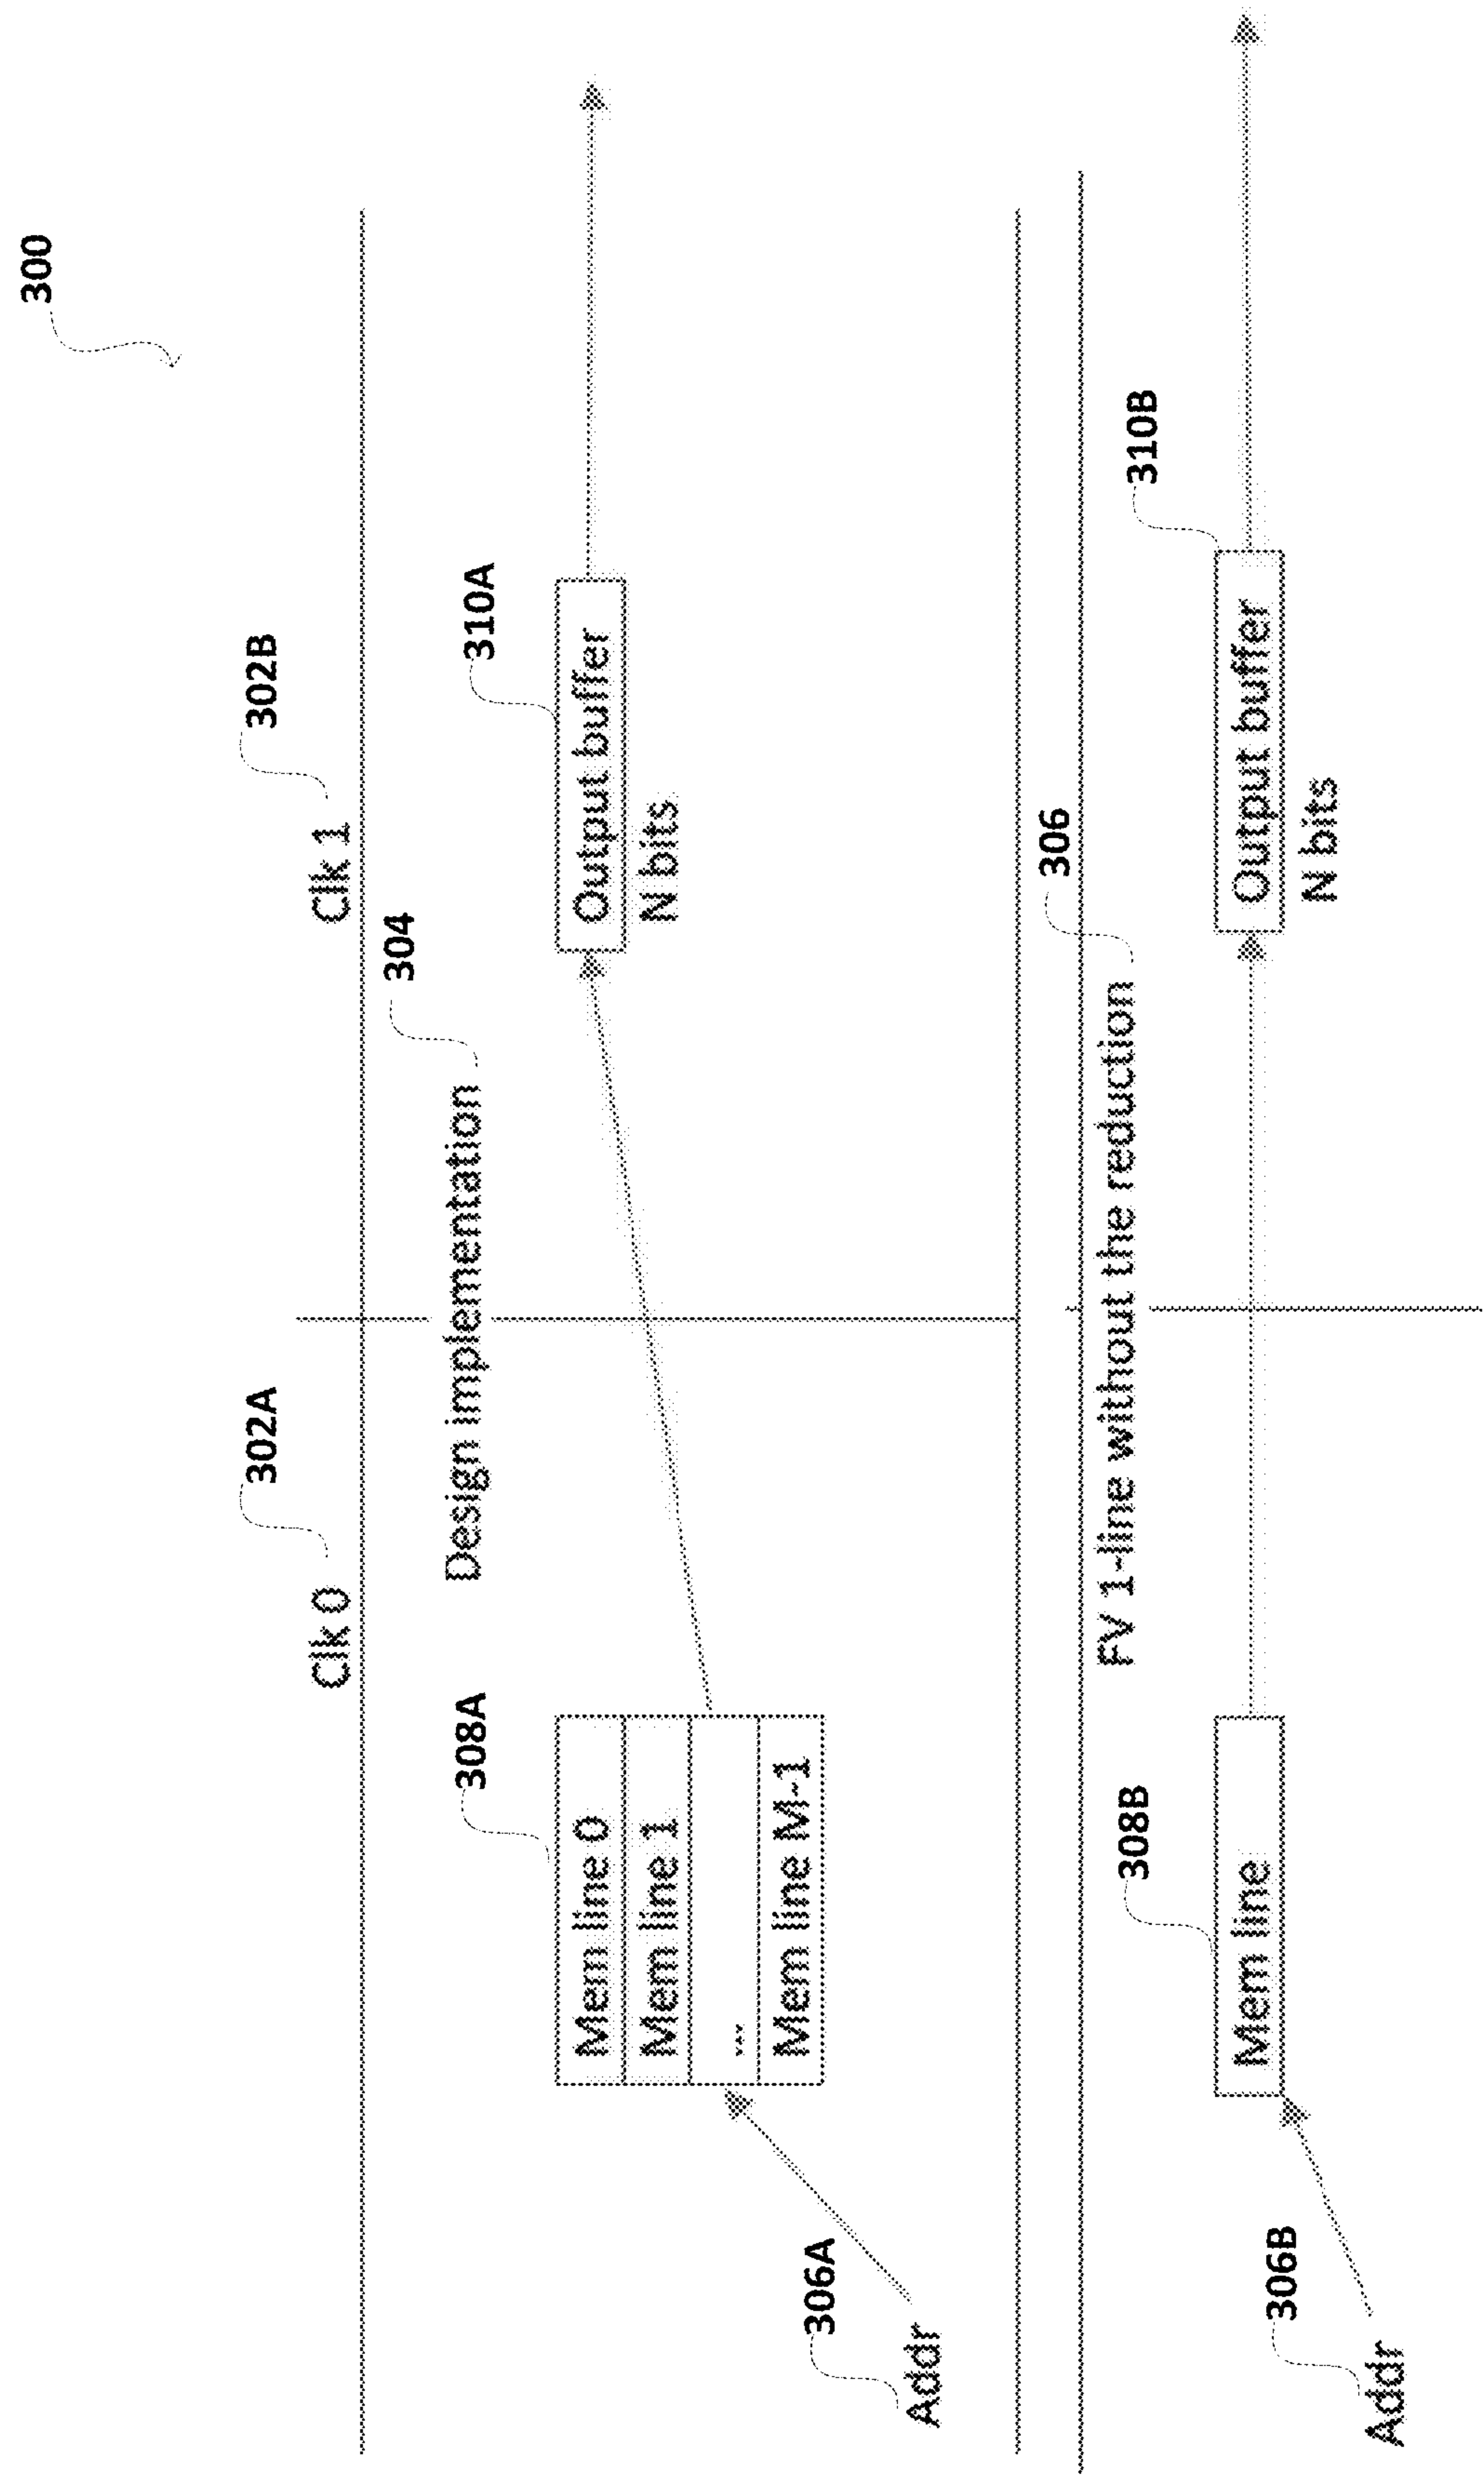 300
302A
302B
Clk 0
Clk 1
304
Design implementation
308A
310A
Mem line 0
Mem line 1
...
Mem line M-1
Output buffer
N bits
306A
Addr
306
FV 1-line without the reduction
308B
310B
Mem line
Output buffer
N bits
306B
Addr